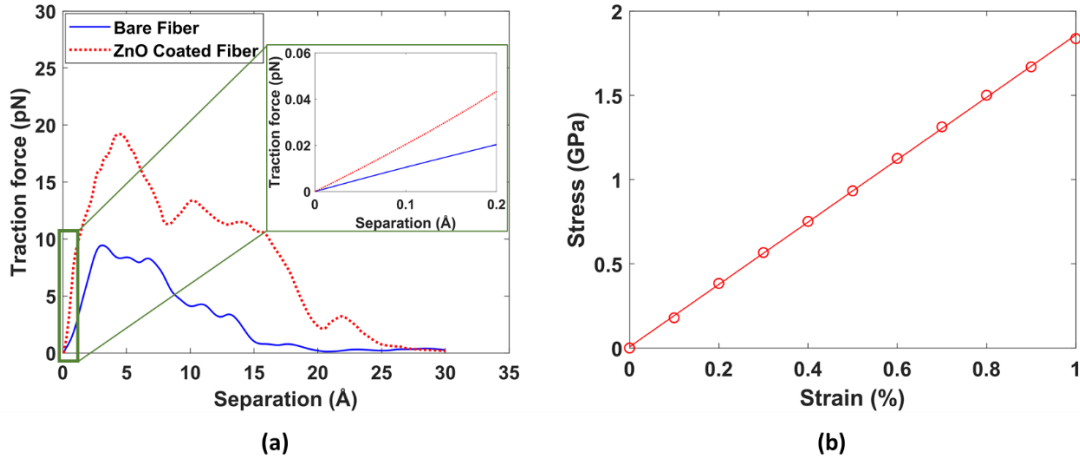 30
25
20
15
10
5
0
Traction force (pN)
0 5 10 15 20 25 30 35
Separation (Å)
Bare Fiber
ZnO Coated Fiber
0.06
0.04
0.02
0
Traction force (pN)
0 0.1 0.2
Separation (Å)
(a)
2
1.5
1
0.5
0
Stress (GPa)
0 0.2 0.4 0.6 0.8 1
Strain (%)
(b)